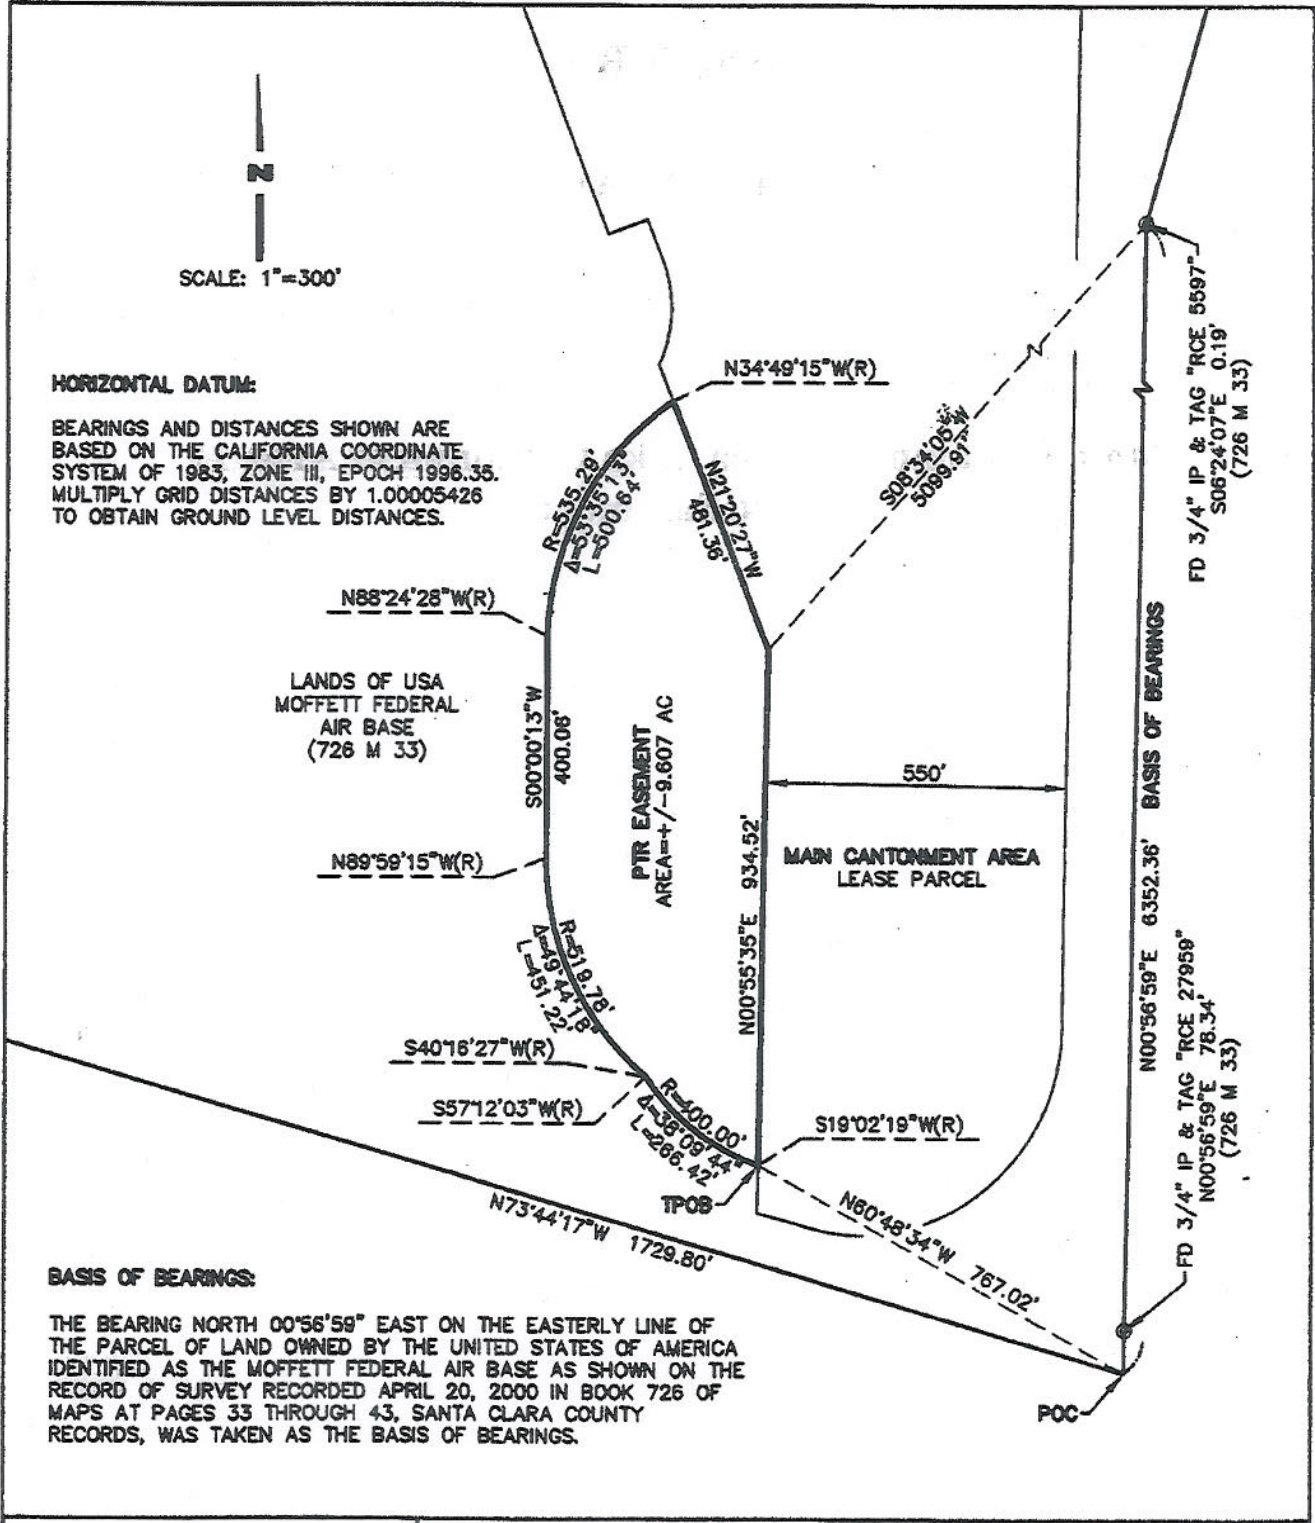 N
SCALE: 1"=300'
HORIZONTAL DATUM:
BEARINGS AND DISTANCES SHOWN ARE
BASED ON THE CALIFORNIA COORDINATE
SYSTEM OF 1983, ZONE III, EPOCH 1996.35.
MULTIPLY GRID DISTANCES BY 1.00005426
TO OBTAIN GROUND LEVEL DISTANCES.
N34°49'15"W(R)
R=535.29'
Δ=53°35'13"
L=500.64'
N21°20'27"W
481.36'
S08°34'05"W
5099.91'
FD 3/4" IP & TAG "RCE 5597"
S06°24'07"E 0.19'
(726 M 33)
N88°24'28"W(R)
LANDS OF USA
MOFFETT FEDERAL
AIR BASE
(726 M 33)
S00°00'13"W
400.06'
PTR EASEMENT
AREA=+/-9.607 AC
550'
N89°59'15"W(R)
N00°55'35"E 934.52'
MAIN CANTONMENT AREA
LEASE PARCEL
N00°56'59"E 6352.36' BASIS OF BEARINGS
R=519.78'
Δ=49°44'18"
L=451.22'
S40°16'27"W(R)
S57°12'03"W(R)
R=400.00'
Δ=38°09'44"
L=266.42'
S19°02'19"W(R)
TPOB
N73°44'17"W 1729.80'
N60°48'34"W 767.02'
FD 3/4" IP & TAG "RCE 27959"
N00°56'59"E 78.34'
(726 M 33)
POC
BASIS OF BEARINGS:
THE BEARING NORTH 00°56'59" EAST ON THE EASTERLY LINE OF
THE PARCEL OF LAND OWNED BY THE UNITED STATES OF AMERICA
IDENTIFIED AS THE MOFFETT FEDERAL AIR BASE AS SHOWN ON THE
RECORD OF SURVEY RECORDED APRIL 20, 2000 IN BOOK 726 OF
MAPS AT PAGES 33 THROUGH 43, SANTA CLARA COUNTY
RECORDS, WAS TAKEN AS THE BASIS OF BEARINGS.